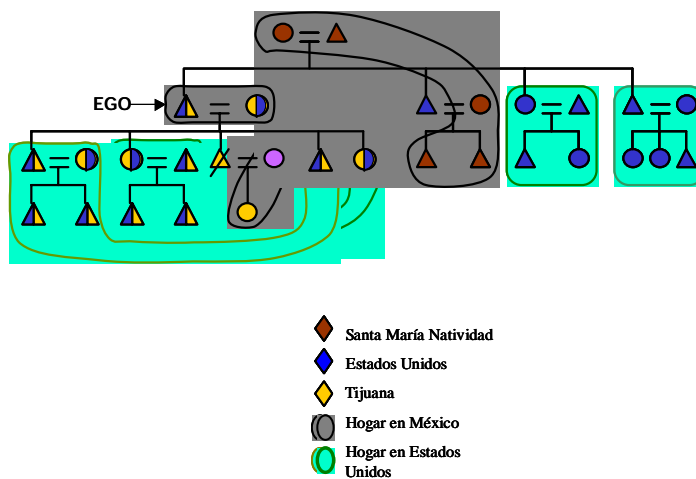 EGO
Santa María Natividad
Estados Unidos
Tijuana
Hogar en México
Hogar en Estados
Unidos